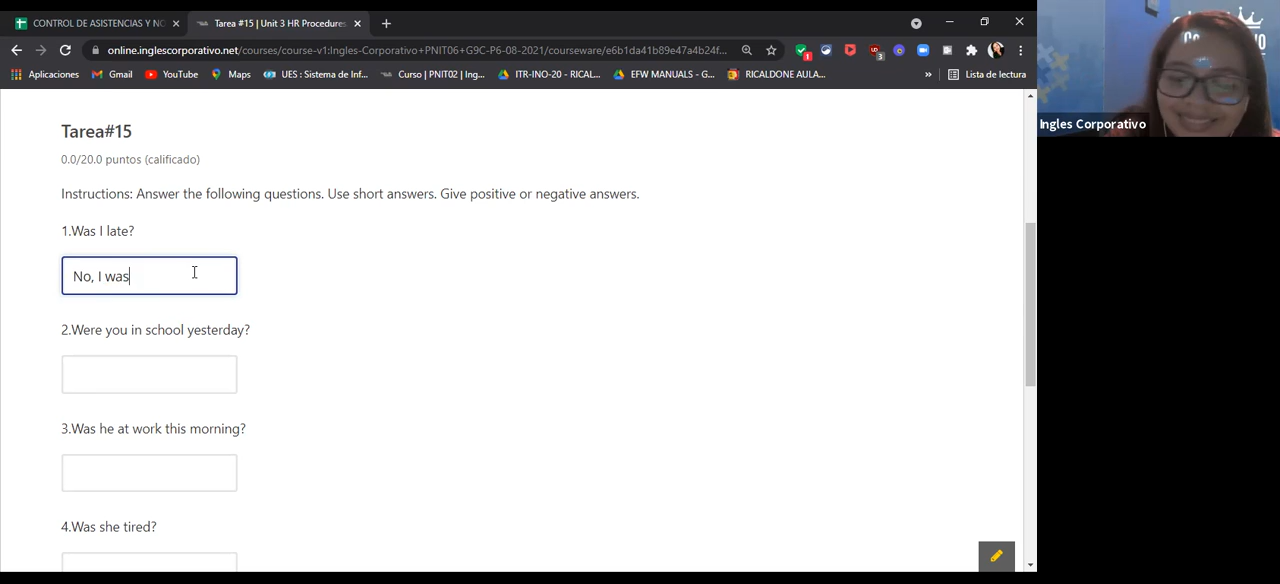 CONTROL DE ASISTENCIAS Y NO
Tarea #15 | Unit 3 HR Procedures
online.inglescorporativo.net/courses/course-v1:Ingles-Corporativo+PNIT06+G9C-P6-08-2021/courseware/e6b1da41b89e47a4b24f...
Aplicaciones
Gmail
YouTube
Maps
UES : Sistema de Inf...
Curso | PNIT02 | Ing...
ITR-INO-20 - RICAL...
EFW MANUALS - G...
RICALDONE AULA...
»
Lista de lectura
Ingles Corporativo
Tarea#15
0.0/20.0 puntos (calificado)
Instructions: Answer the following questions. Use short answers. Give positive or negative answers.
1.Was I late?
No, I was
2.Were you in school yesterday?
3.Was he at work this morning?
4.Was she tired?